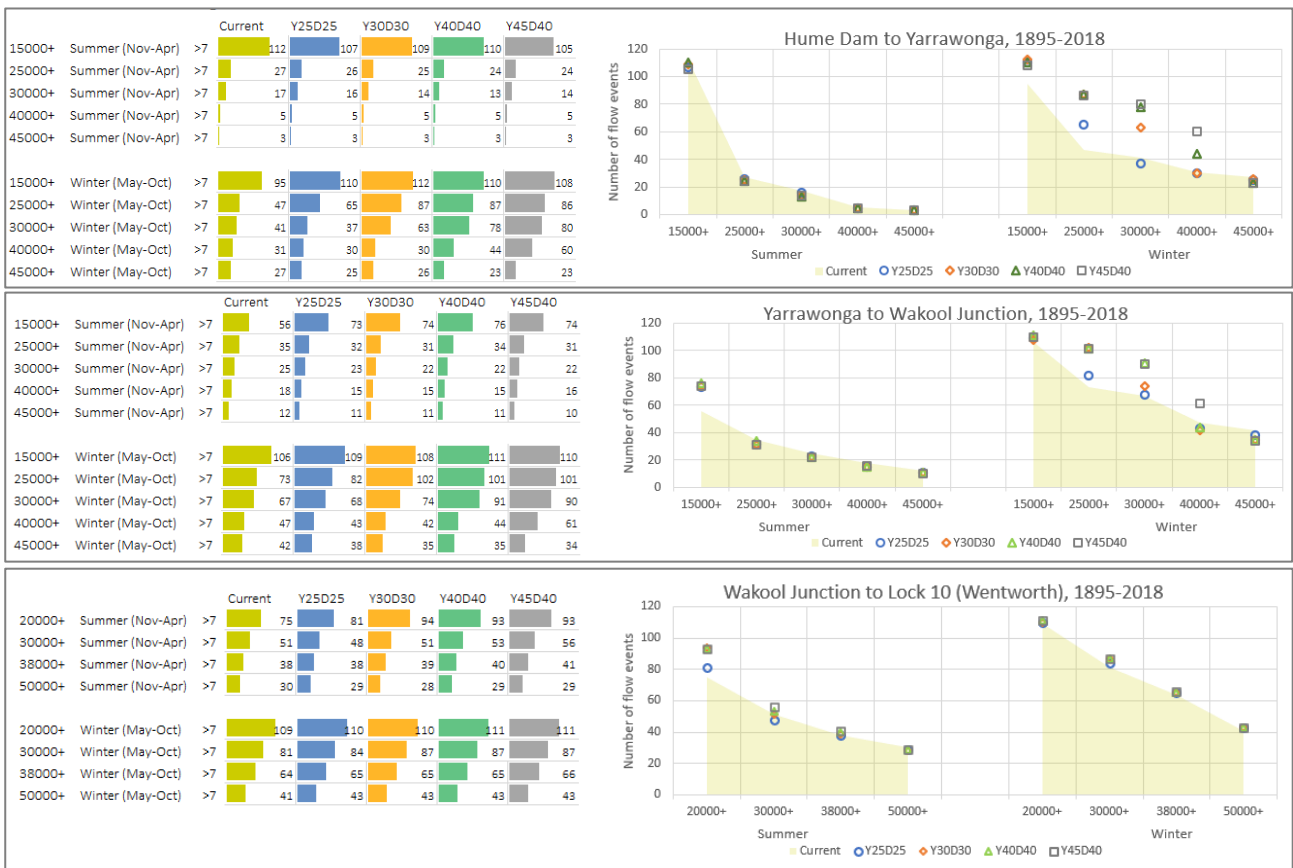 Current Y25D25 Y30D30 Y40D40 Y45D40
15000+ Summer (Nov-Apr) >7 112 107 109 110 105
25000+ Summer (Nov-Apr) >7 27 26 25 24 24
30000+ Summer (Nov-Apr) >7 17 16 14 13 14
40000+ Summer (Nov-Apr) >7 5 5 5 5 5
45000+ Summer (Nov-Apr) >7 3 3 3 3 3
15000+ Winter (May-Oct) >7 95 110 112 110 108
25000+ Winter (May-Oct) >7 47 65 87 87 86
30000+ Winter (May-Oct) >7 41 37 63 78 80
40000+ Winter (May-Oct) >7 31 30 30 44 60
45000+ Winter (May-Oct) >7 27 25 26 23 23
Hume Dam to Yarrawonga, 1895-2018
Number of flow events
120
100
80
60
40
20
0
15000+ 25000+ 30000+ 40000+ 45000+ 15000+ 25000+ 30000+ 40000+ 45000+
Summer Winter
Current Y25D25 Y30D30 Y40D40 Y45D40
Current Y25D25 Y30D30 Y40D40 Y45D40
15000+ Summer (Nov-Apr) >7 56 73 74 76 74
25000+ Summer (Nov-Apr) >7 35 32 31 34 31
30000+ Summer (Nov-Apr) >7 25 23 22 22 22
40000+ Summer (Nov-Apr) >7 18 15 15 15 16
45000+ Summer (Nov-Apr) >7 12 11 11 11 10
15000+ Winter (May-Oct) >7 106 109 108 111 110
25000+ Winter (May-Oct) >7 73 82 102 101 101
30000+ Winter (May-Oct) >7 67 68 74 91 90
40000+ Winter (May-Oct) >7 47 43 42 44 61
45000+ Winter (May-Oct) >7 42 38 35 35 34
Yarrawonga to Wakool Junction, 1895-2018
Number of flow events
120
100
80
60
40
20
0
15000+ 25000+ 30000+ 40000+ 45000+ 15000+ 25000+ 30000+ 40000+ 45000+
Summer Winter
Current Y25D25 Y30D30 Y40D40 Y45D40
Current Y25D25 Y30D30 Y40D40 Y45D40
20000+ Summer (Nov-Apr) >7 75 81 94 93 93
30000+ Summer (Nov-Apr) >7 51 48 51 53 56
38000+ Summer (Nov-Apr) >7 38 38 39 40 41
50000+ Summer (Nov-Apr) >7 30 29 28 29 29
20000+ Winter (May-Oct) >7 109 110 110 111 111
30000+ Winter (May-Oct) >7 81 84 87 87 87
38000+ Winter (May-Oct) >7 64 65 65 65 66
50000+ Winter (May-Oct) >7 41 43 43 43 43
Wakool Junction to Lock 10 (Wentworth), 1895-2018
Number of flow events
120
100
80
60
40
20
0
20000+ 30000+ 38000+ 50000+ 20000+ 30000+ 38000+ 50000+
Summer Winter
Current Y25D25 Y30D30 Y40D40 Y45D40